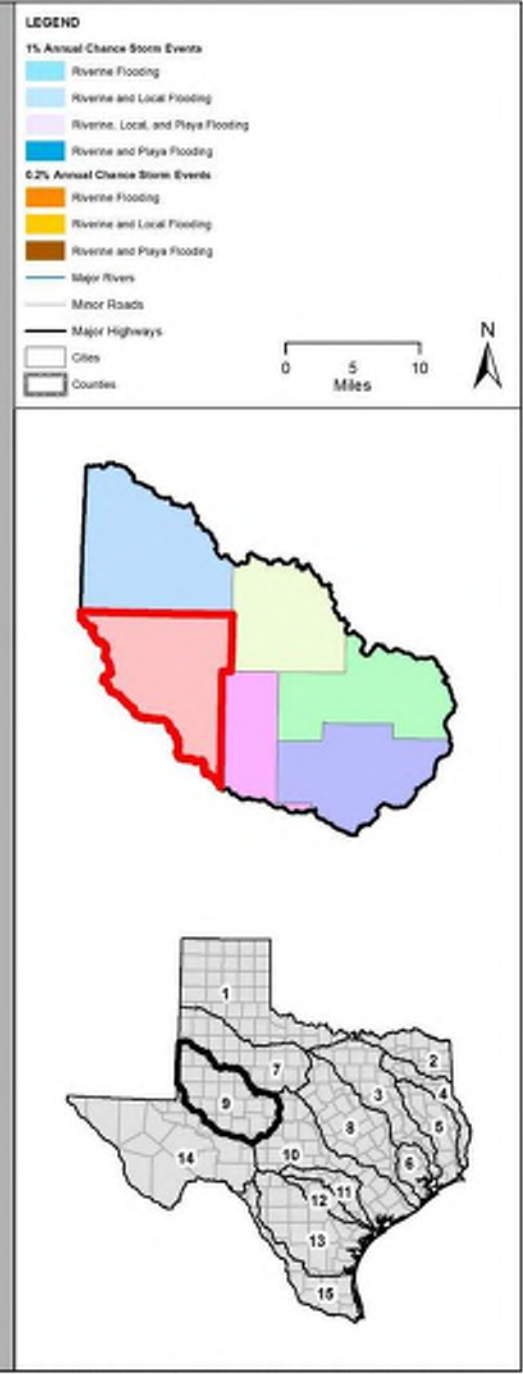 LEGEND
1% Annual Chance Storm Events
Riverine Flooding
Riverine and Local Flooding
Riverine, Local, and Playa Flooding
Riverine and Playa Flooding
0.2% Annual Chance Storm Events
Riverine Flooding
Riverine and Local Flooding
Riverine and Playa Flooding
Major Rivers
Minor Roads
Major Highways
Cities
Counties
N
0 5 10
Miles
1
2
7
3
4
9
5
8
10
6
14
12
11
13
15